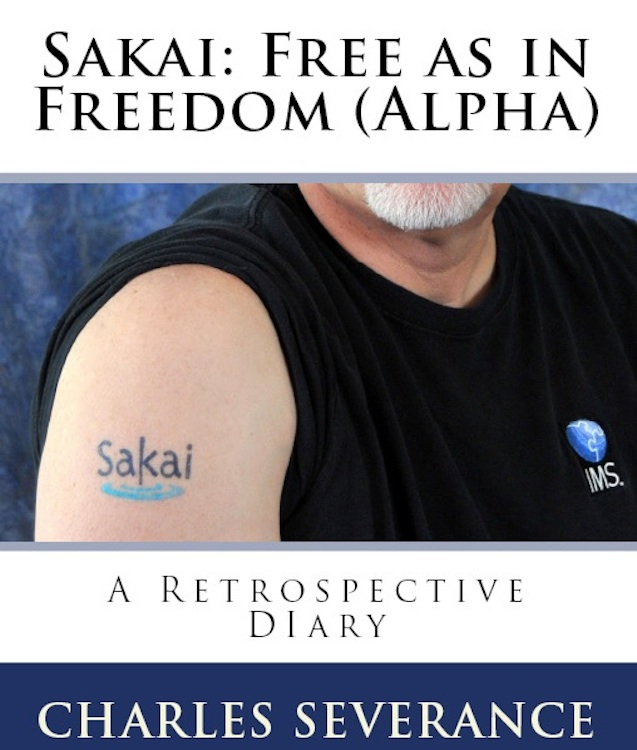 Sakai: Free as in
Freedom (Alpha)
Sakai
IMS.
A Retrospective
DIary
CHARLES SEVERANCE